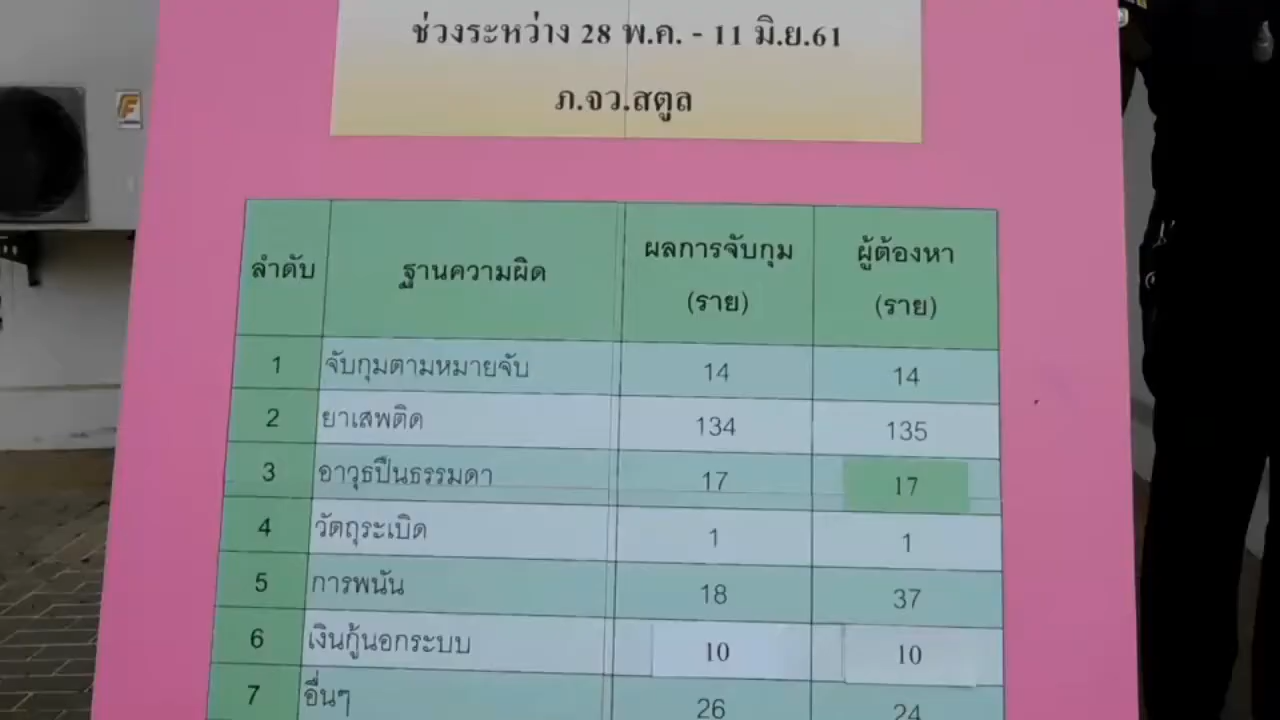 ช่วงระหว่าง 28 พ.ค. - 11 มิ.ย.61
ภ.จว.สตูล
ลำดับ ฐานความผิด ผลการจับกุม (ราย) ผู้ต้องหา (ราย)
1 จับกุมตามหมายจับ 14 14
2 ยาเสพติด 134 135
3 อาวุธปืนธรรมดา 17 17
4 วัตถุระเบิด 1 1
5 การพนัน 18 37
6 เงินกู้นอกระบบ 10 10
7 อื่นๆ 26 24